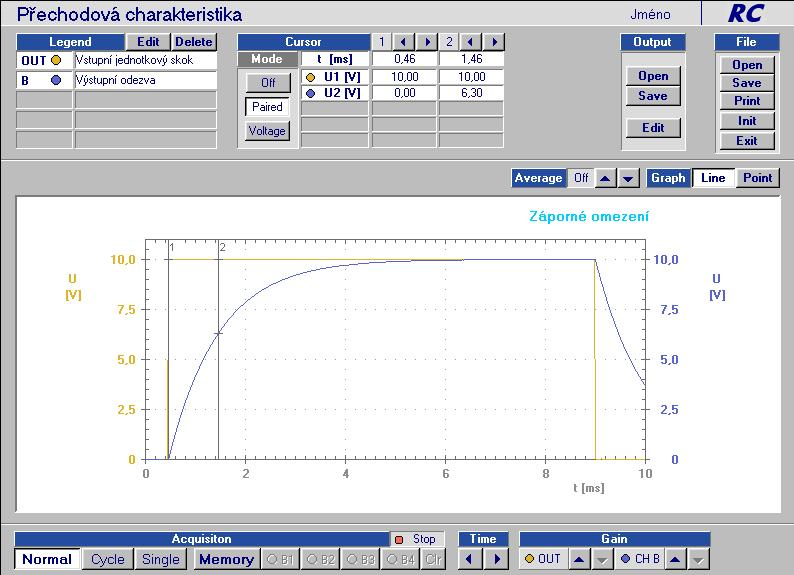 Přechodová charakteristika Jméno RC
Legend Edit Delete Cursor 1 2 Output File
OUT Vstupní jednotkový skok Mode t [ms] 0,46 1,46
B Výstupní odezva Off U1 [V] 10,00 10,00 Open Open
U2 [V] 0,00 6,30 Save Save
Paired Print
Voltage Edit Init
Exit
Average Off Graph Line Point
Záporné omezení
1 2
10,0 10,0
U U
[V] [V]
7,5 7,5
5,0 5,0
2,5 2,5
0 0
0 2 4 6 8 10
t [ms]
Acquisiton Stop Time Gain
Normal Cycle Single Memory B1 B2 B3 B4 Clr OUT CH B